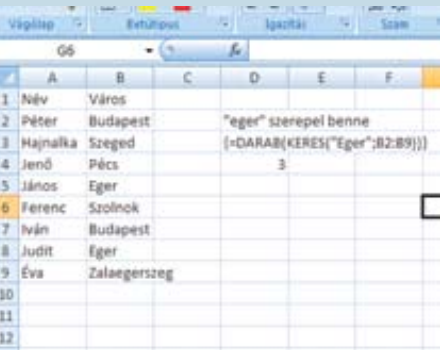 Vágólap Betűtípus Igazítás Szám
G6 fx
A B C D E F
1 Név Város
2 Péter Budapest "eger" szerepel benne
3 Hajnalka Szeged {=DARAB(KERES("Eger";B2:B9))}
4 Jenő Pécs 3
5 János Eger
6 Ferenc Szolnok
7 Iván Budapest
8 Judit Eger
9 Éva Zalaegerszeg
10
11
12